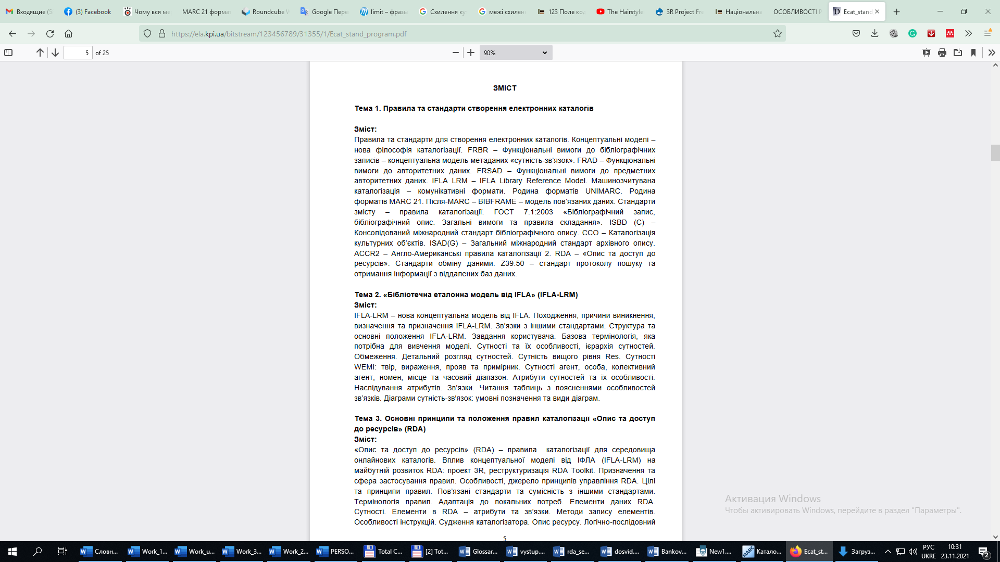 Входящие (5
(3) Facebook
Чому вся ме
MARC 21 форма
Roundcube W
Google Пере
limit – фразы
Схилення ку
межі схилен
123 Поле код
The Hairstyle
3R Project Fre
Національна
ОСОБЛИВОСТІ Р
Ecat_stand_
https://ela.kpi.ua/bitstream/123456789/31355/1/Ecat_stand_program.pdf
5 of 25
90%
ЗМІСТ
Тема 1. Правила та стандарти створення електронних каталогів
Зміст:
Правила та стандарти для створення електронних каталогів. Концептуальні моделі –
нова філософія каталогізації. FRBR – Функціональні вимоги до бібліографічних
записів – концептуальна модель метаданих «сутність-зв’язок». FRAD – Функціональні
вимоги до авторитетних даних. FRSAD – Функціональні вимоги до предметних
авторитетних даних. IFLA LRM – IFLA Library Reference Model. Машинозчитувана
каталогізація – комунікативні формати. Родина форматів UNIMARC. Родина
форматів MARC 21. Після-MARC – BIBFRAME – модель пов’язаних даних. Стандарти
змісту – правила каталогізації. ГОСТ 7.1:2003 «Бібліографічний запис,
бібліографічний опис. Загальні вимоги та правила складання». ISBD (C) –
Консолідований міжнародний стандарт бібліографічного опису. CCO – Каталогізація
культурних об’єктів. ISAD(G) – Загальний міжнародний стандарт архівного опису.
ACCR2 – Англо-Американські правила каталогізації 2. RDA – «Опис та доступ до
ресурсів». Стандарти обміну даними. Z39.50 – стандарт протоколу пошуку та
отримання інформації з віддалених баз даних.
Тема 2. «Бібліотечна еталонна модель від IFLA» (IFLA-LRM)
Зміст:
IFLA-LRM – нова концептуальна модель від IFLA. Походження, причини виникнення,
визначення та призначення IFLA-LRM. Зв’язки з іншими стандартами. Структура та
основні положення IFLA-LRM. Завдання користувача. Базова термінологія, яка
потрібна для вивчення моделі. Сутності та їх особливості, ієрархія сутностей.
Обмеження. Детальний розгляд сутностей. Сутність вищого рівня Res. Сутності
WEMI: твір, вираження, прояв та примірник. Сутності агент, особа, колективний
агент, номен, місце та часовий діапазон. Атрибути сутностей та їх особливості.
Наслідування атрибутів. Зв’язки. Читання таблиць з поясненнями особливостей
зв’язків. Діаграми сутність-зв'язок: умовні позначення та види діаграм.
Тема 3. Основні принципи та положення правил каталогізації «Опис та доступ
до ресурсів» (RDA)
Зміст:
«Опис та доступ до ресурсів» (RDA) – правила каталогізації для середовища
онлайнових каталогів. Вплив концептуальної моделі від ІФЛА (IFLA-LRM) на
майбутній розвиток RDA: проект 3R, реструктуризація RDA Toolkit. Призначення та
сфера застосування правил. Особливості, джерело принципів управління RDA. Цілі
та принципи правил. Пов’язані стандарти та сумісність з іншими стандартами.
Термінологія правил. Адаптація до локальних потреб. Елементи даних RDA.
Сутності. Елементи в RDA – атрибути та зв’язки. Методи запису елементів.
Особливості інструкцій. Судження каталогізатора. Опис ресурсу. Логічно-послідовний
5
Активация Windows
Чтобы активировать Windows, перейдите в раздел "Параметры".
Словн...
Work_1...
Work_u...
Work_3...
Work_2...
PERSO...
Total C...
[2] Tot...
Glossar...
vystup....
rda_se...
dosvid....
Bankov...
New1....
Катало...
Ecat_st...
Загруз...
РУС
UKRE
10:31
23.11.2021
2